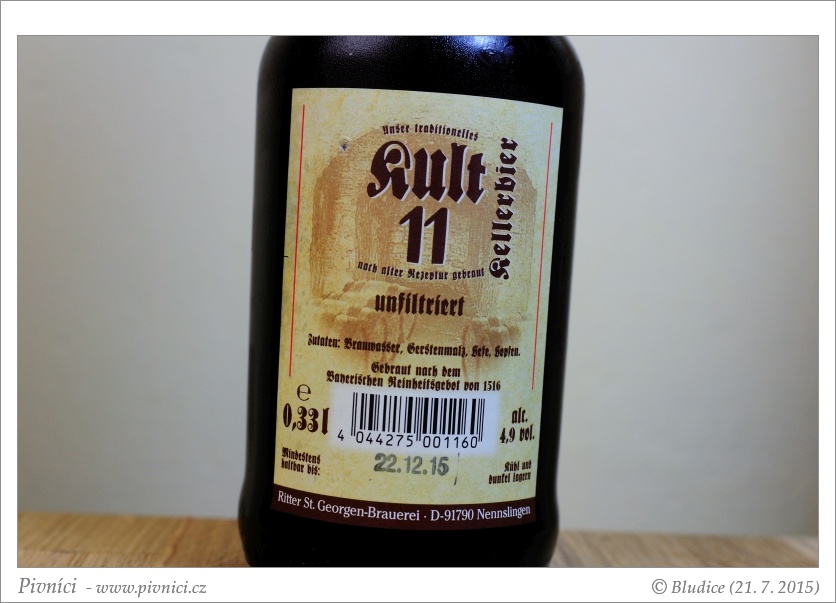 Unser traditionelles
Kult
11
Kellerbier
nach alter Rezeptur gebraut
unfiltriert
Zutaten: Brauwasser, Gerstenmalz, Hefe, Hopfen.
Gebraut nach dem
Bayerischen Reinheitsgebot von 1516
e
0,33l
4 044275 001160
alc.
4,9 vol.
Mindestens
haltbar bis:
22.12.15
Kühl und
dunkel lagern
Ritter St. Georgen-Brauerei · D-91790 Nennslingen
Pivníci - www.pivnici.cz
© Bludice (21. 7. 2015)